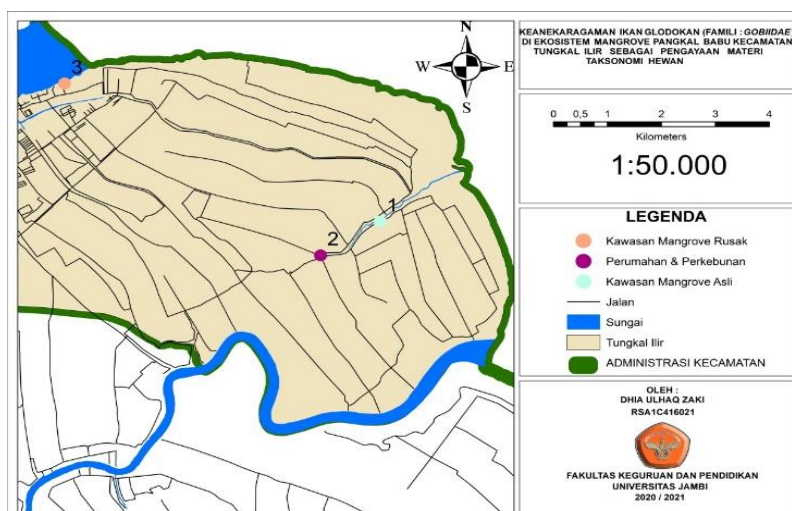 3
N
W
E
S
1
2
KEANEKARAGAMAN IKAN GLODOKAN (FAMILI : GOBIIDAE)
DI EKOSISTEM MANGROVE PANGKAL BABU KECAMATAN
TUNGKAL ILIR SEBAGAI PENGAYAAN MATERI
TAKSONOMI HEWAN
0 0,5 1 2 3 4
Kilometers
1:50.000
LEGENDA
Kawasan Mangrove Rusak
Perumahan & Perkebunan
Kawasan Mangrove Asli
Jalan
Sungai
Tungkal Ilir
ADMINISTRASI KECAMATAN
OLEH :
DHIA ULHAQ ZAKI
RSA1C416021
FAKULTAS KEGURUAN DAN PENDIDIKAN
UNIVERSITAS JAMBI
2020 / 2021